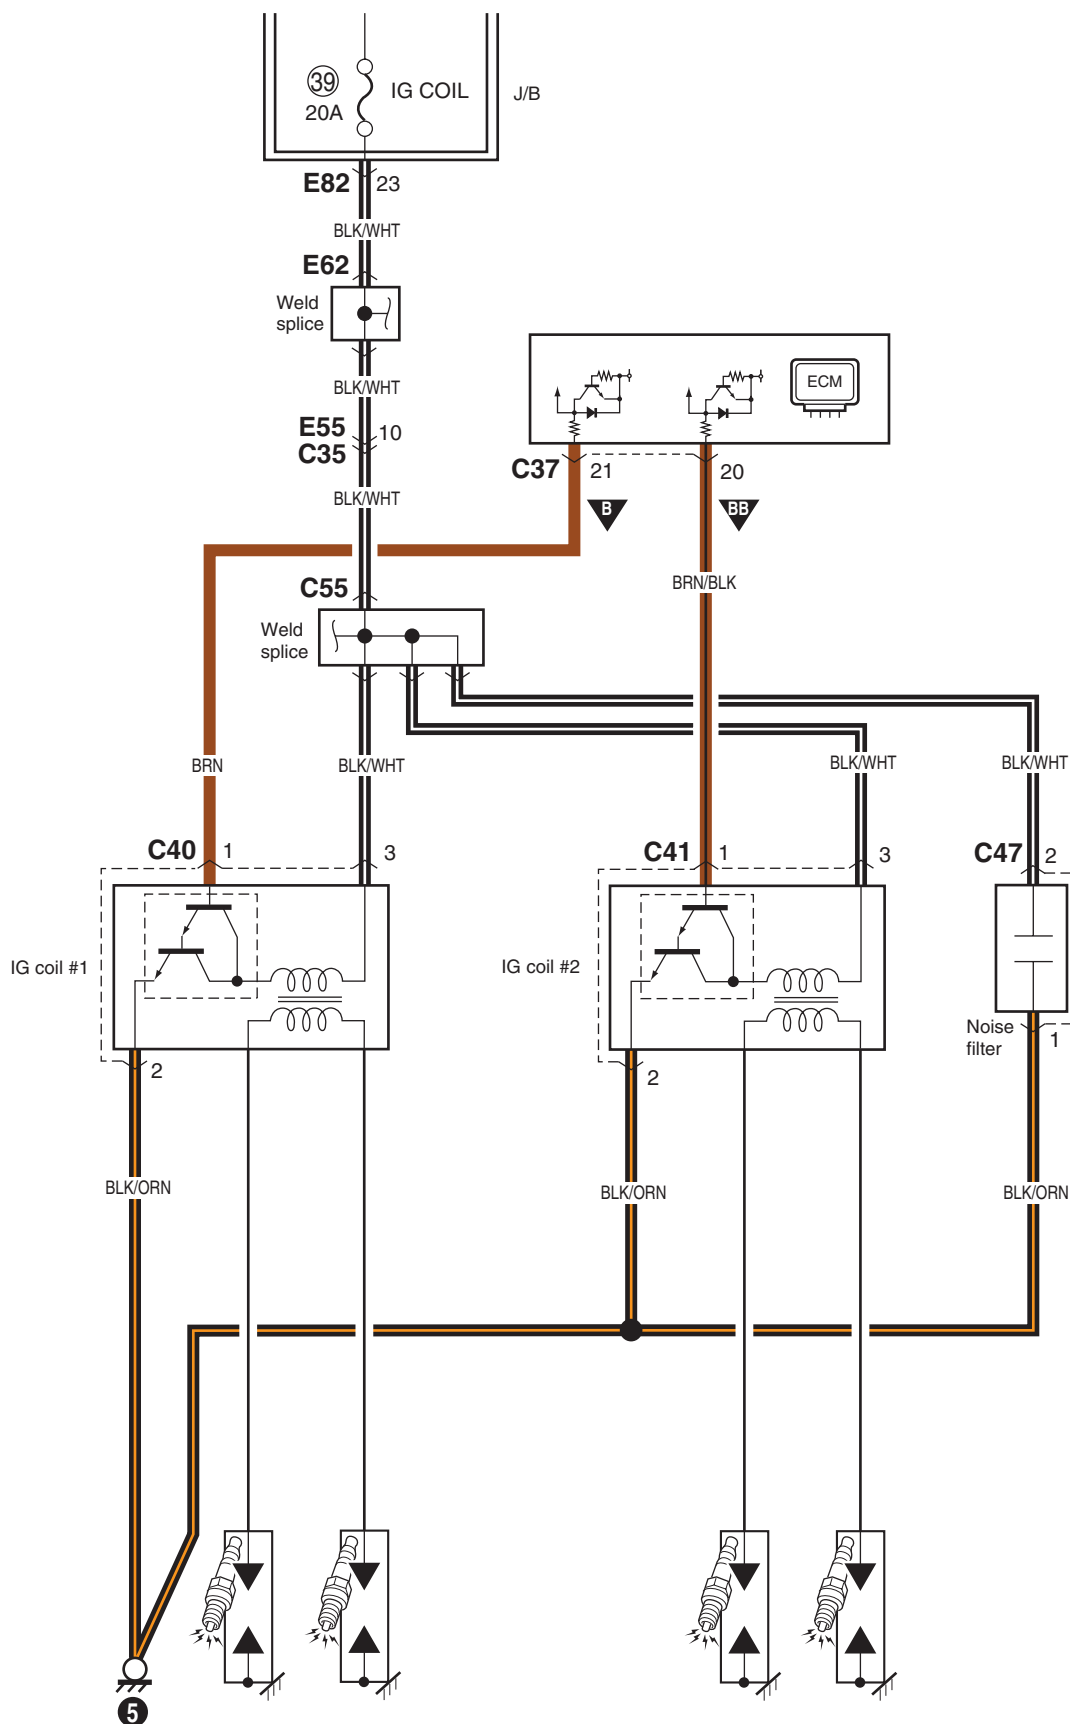 39
20A
IG COIL
J/B
E82
23
BLK/WHT
E62
Weld
splice
BLK/WHT
ECM
E55
10
C35
C37
21
20
BLK/WHT
B
BB
BRN/BLK
C55
Weld
splice
BRN
BLK/WHT
BLK/WHT
BLK/WHT
C40
1
3
C41
1
3
C47
2
IG coil #1
IG coil #2
Noise
filter
1
2
2
BLK/ORN
BLK/ORN
BLK/ORN
5